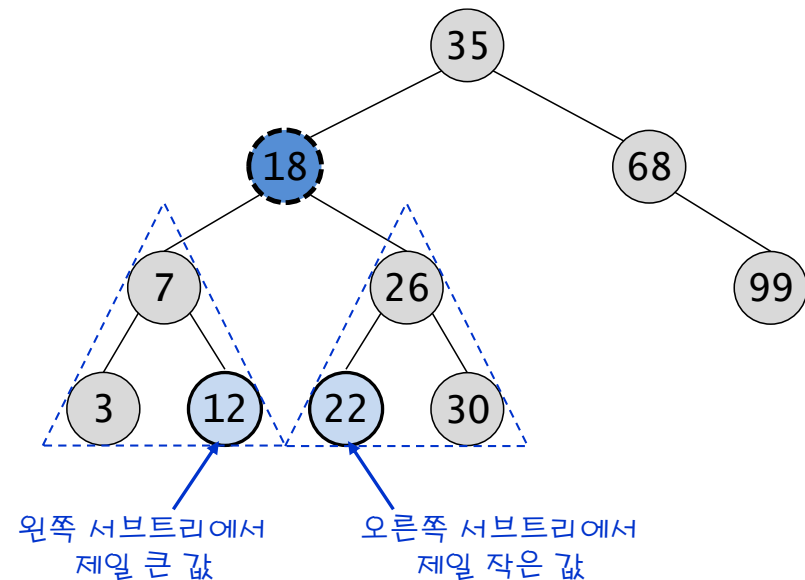 35
18
68
7
26
99
3
12
22
30
왼쪽 서브트리에서
제일 큰 값
오른쪽 서브트리에서
제일 작은 값